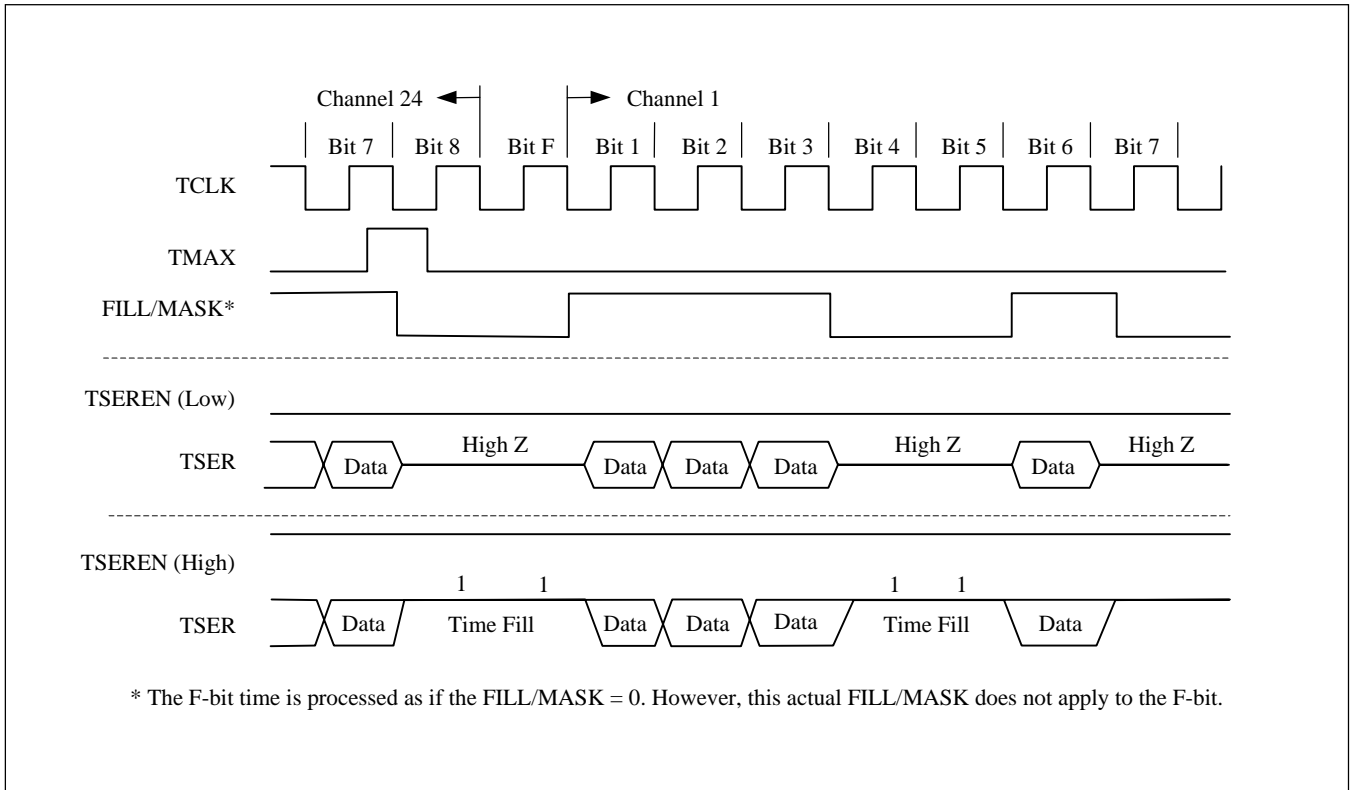 Channel 24 Channel 1
Bit 7 Bit 8 Bit F Bit 1 Bit 2 Bit 3 Bit 4 Bit 5 Bit 6 Bit 7
TCLK
TMAX
FILL/MASK*
TSEREN (Low)
High Z High Z High Z
TSER Data Data Data Data Data
TSEREN (High)
1 1 1 1
TSER Data Time Fill Data Data Data Time Fill Data
* The F-bit time is processed as if the FILL/MASK = 0. However, this actual FILL/MASK does not apply to the F-bit.